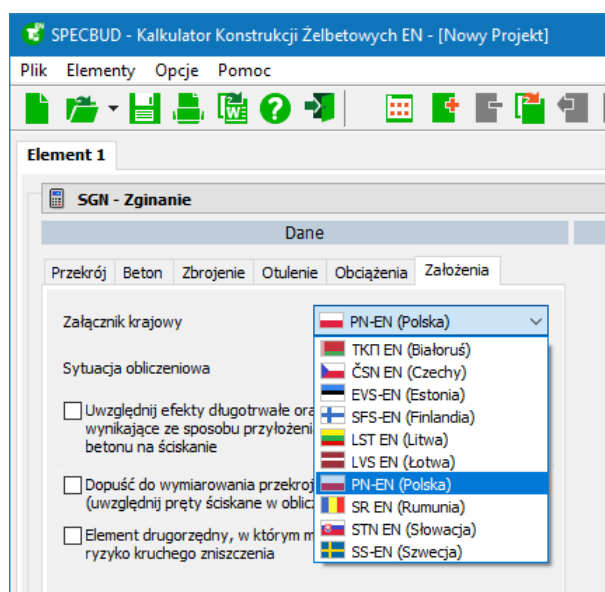 SPECBUD - Kalkulator Konstrukcji Żelbetowych EN - [Nowy Projekt]
Plik Elementy Opcje Pomoc
Element 1
SGN - Zginanie
Dane
Przekrój Beton Zbrojenie Otulenie Obciążenia Założenia
Załącznik krajowy PN-EN (Polska)
Sytuacja obliczeniowa
ТКП EN (Białoruś)
ČSN EN (Czechy)
EVS-EN (Estonia)
SFS-EN (Finlandia)
LST EN (Litwa)
LVS EN (Łotwa)
PN-EN (Polska)
SR EN (Rumunia)
STN EN (Słowacja)
SS-EN (Szwecja)
Uwzględnij efekty długotrwałe ora
wynikające ze sposobu przyłożeni
betonu na ściskanie
Dopuść do wymiarowania przekroj
(uwzględnij pręty ściskane w oblic
Element drugorzędny, w którym m
ryzyko kruchego zniszczenia